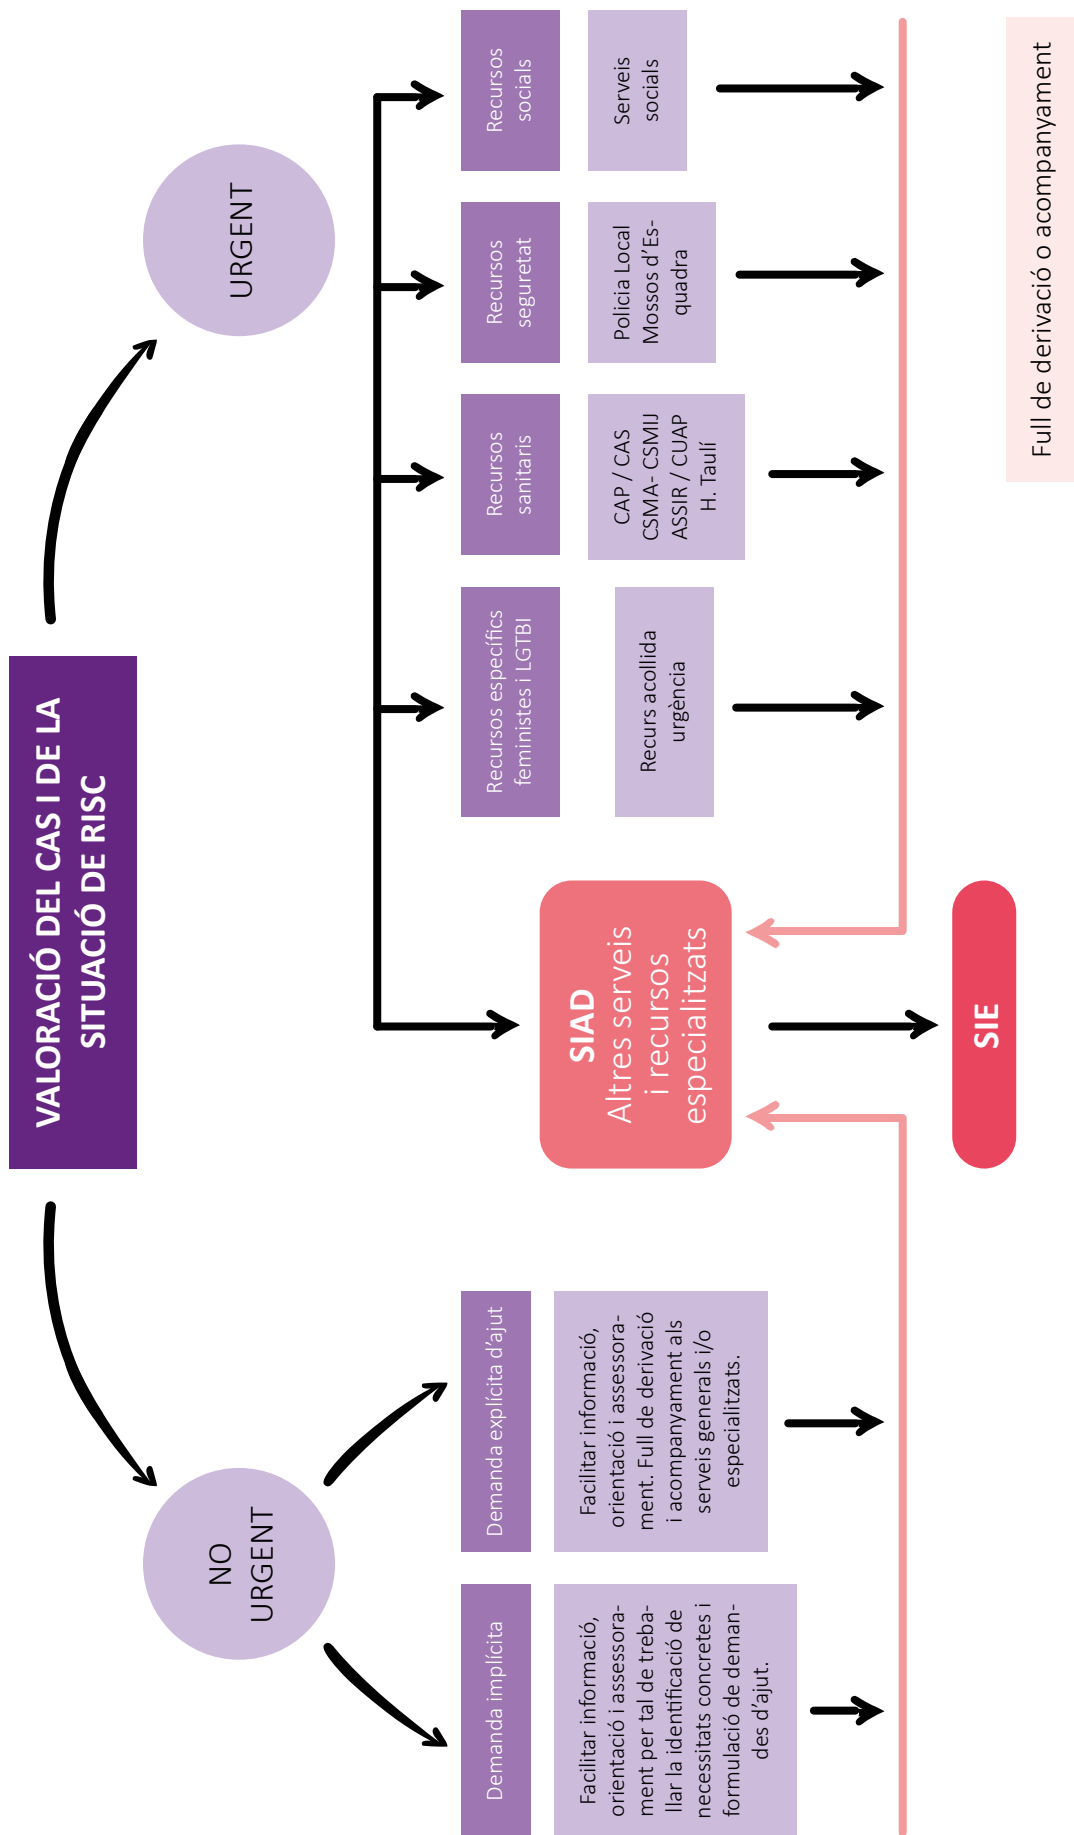 VALORACIÓ DEL CAS I DE LA
SITUACIÓ DE RISC
NO
URGENT
URGENT
Demanda implícita
Facilitar informació,
orientació i assessora-
ment per tal de treba-
llar la identificació de
necessitats concretes i
formulació de deman-
des d'ajut.
Demanda explícita d'ajut
Facilitar informació,
orientació i assessora-
ment. Full de derivació
i acompanyament als
serveis generals i/o
especialitzats.
SIAD
Altres serveis
i recursos
especialitzats
Recursos específics
feministes i LGTBI
Recurs acollida
urgència
Recursos
sanitaris
CAP / CAS
CSMA- CSMIJ
ASSIR / CUAP
H. Taulí
Recursos
seguretat
Policia Local
Mossos d'Es-
quadra
Recursos
socials
Serveis
socials
SIE
Full de derivació o acompanyament